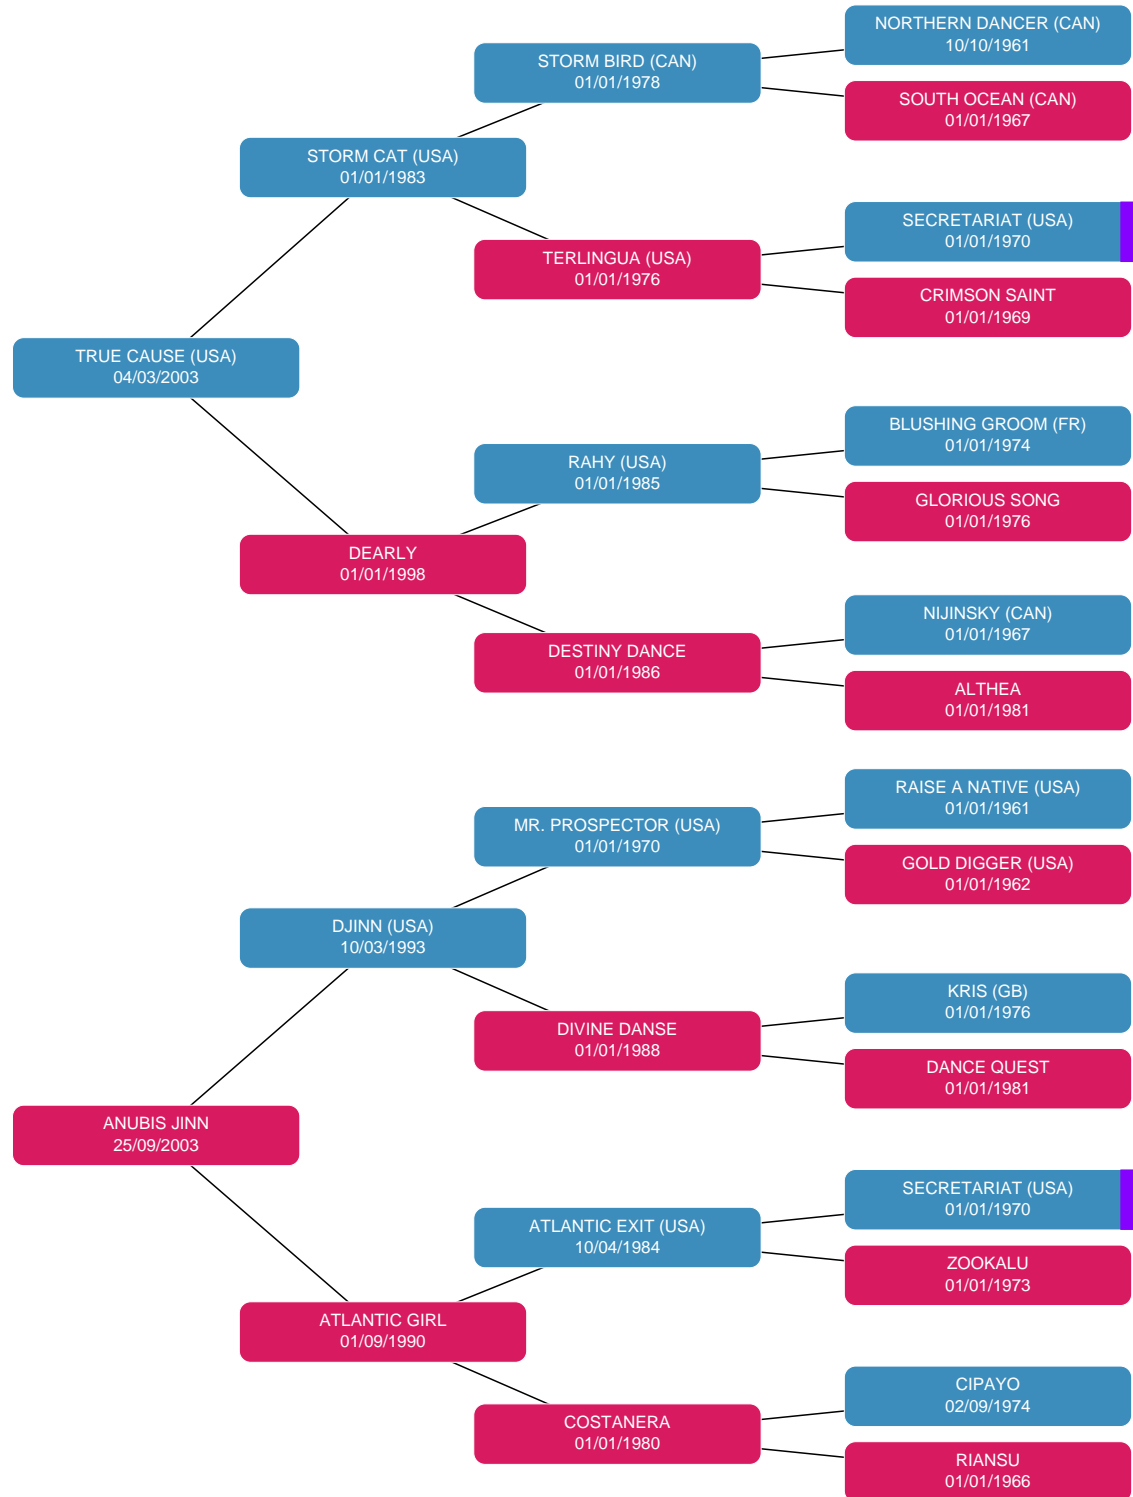 NORTHERN DANCER (CAN)
10/10/1961
STORM BIRD (CAN)
01/01/1978
SOUTH OCEAN (CAN)
01/01/1967
STORM CAT (USA)
01/01/1983
SECRETARIAT (USA)
01/01/1970
TERLINGUA (USA)
01/01/1976
CRIMSON SAINT
01/01/1969
TRUE CAUSE (USA)
04/03/2003
BLUSHING GROOM (FR)
01/01/1974
RAHY (USA)
01/01/1985
GLORIOUS SONG
01/01/1976
DEARLY
01/01/1998
NIJINSKY (CAN)
01/01/1967
DESTINY DANCE
01/01/1986
ALTHEA
01/01/1981
RAISE A NATIVE (USA)
01/01/1961
MR. PROSPECTOR (USA)
01/01/1970
GOLD DIGGER (USA)
01/01/1962
DJINN (USA)
10/03/1993
KRIS (GB)
01/01/1976
DIVINE DANSE
01/01/1988
DANCE QUEST
01/01/1981
ANUBIS JINN
25/09/2003
SECRETARIAT (USA)
01/01/1970
ATLANTIC EXIT (USA)
10/04/1984
ZOOKALU
01/01/1973
ATLANTIC GIRL
01/09/1990
CIPAYO
02/09/1974
COSTANERA
01/01/1980
RIANSU
01/01/1966